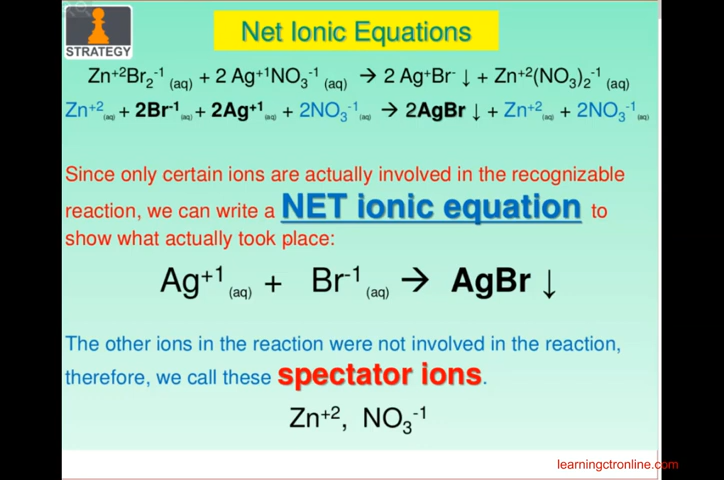 STRATEGY
Net Ionic Equations
Zn⁺²Br₂⁻¹ (aq) + 2 Ag⁺¹NO₃⁻¹ (aq) → 2 Ag⁺Br⁻ ↓ + Zn⁺²(NO₃)₂⁻¹ (aq)
Zn⁺²(aq) + 2Br⁻¹(aq) + 2Ag⁺¹(aq) + 2NO₃⁻¹(aq) → 2AgBr ↓ + Zn⁺²(aq) + 2NO₃⁻¹(aq)
Since only certain ions are actually involved in the recognizable
reaction, we can write a NET ionic equation to
show what actually took place:
Ag⁺¹(aq) + Br⁻¹(aq) → AgBr ↓
The other ions in the reaction were not involved in the reaction,
therefore, we call these spectator ions.
Zn⁺², NO₃⁻¹
learningctronline.com